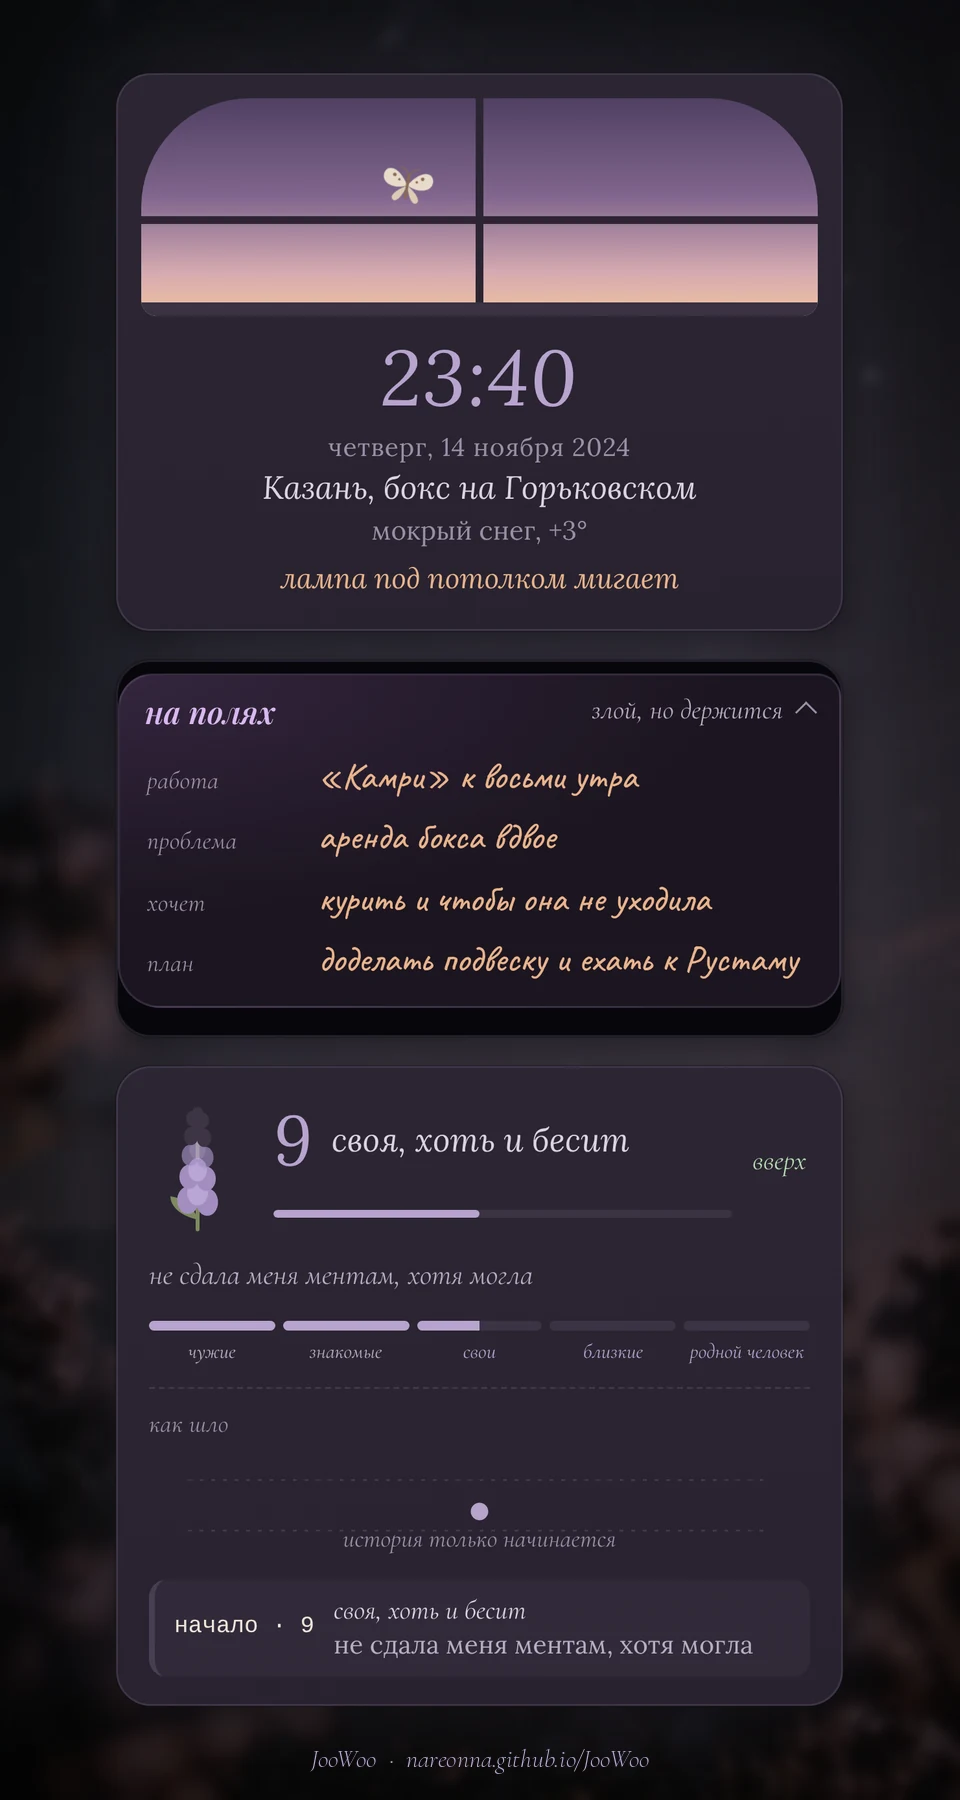 23:40
четверг, 14 ноября 2024
Казань, бокс на Горьковском
мокрый снег, +3°
лампа под потолком мигает
на полях
злой, но держится
работа «Камри» к восьми утра
проблема аренда бокса вдвое
хочет курить и чтобы она не уходила
план доделать подвеску и ехать к Рустаму
9 своя, хоть и бесит
вверх
не сдала меня ментам, хотя могла
чужие знакомые свои близкие родной человек
как шло
история только начинается
начало · 9
своя, хоть и бесит
не сдала меня ментам, хотя могла
JooWoo · nareonna.github.io/JooWoo